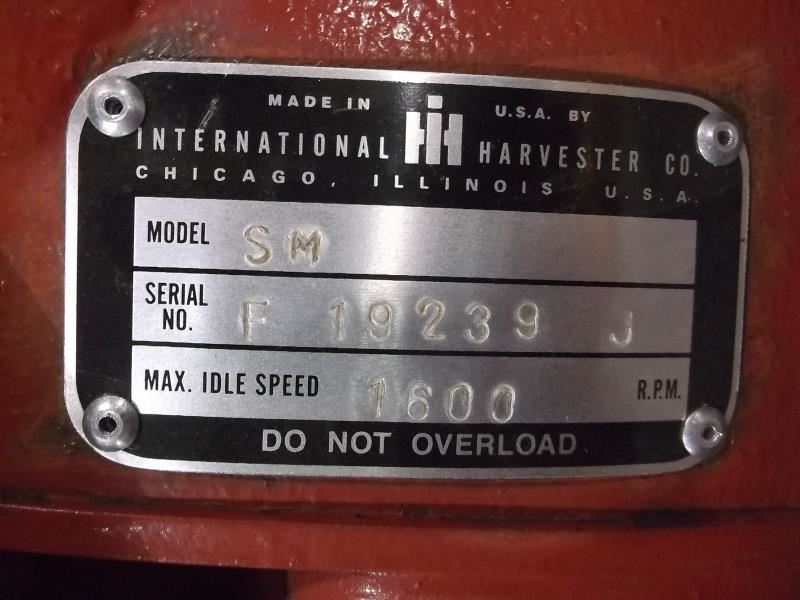 MADE IN U.S.A. BY
INTERNATIONAL IH HARVESTER CO.
CHICAGO, ILLINOIS U.S.A.
MODEL SM
SERIAL NO. F 19239 J
MAX. IDLE SPEED 1600 R.P.M.
DO NOT OVERLOAD